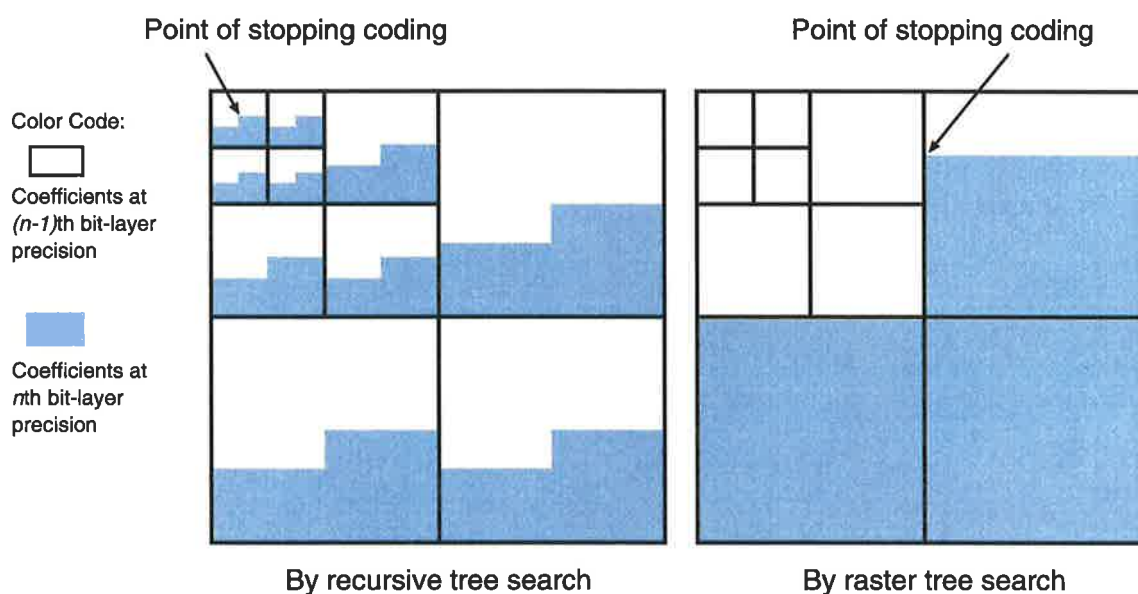 Point of stopping coding
Point of stopping coding
Color Code:
Coefficients at
(n-1)th bit-layer
precision
Coefficients at
nth bit-layer
precision
By recursive tree search
By raster tree search